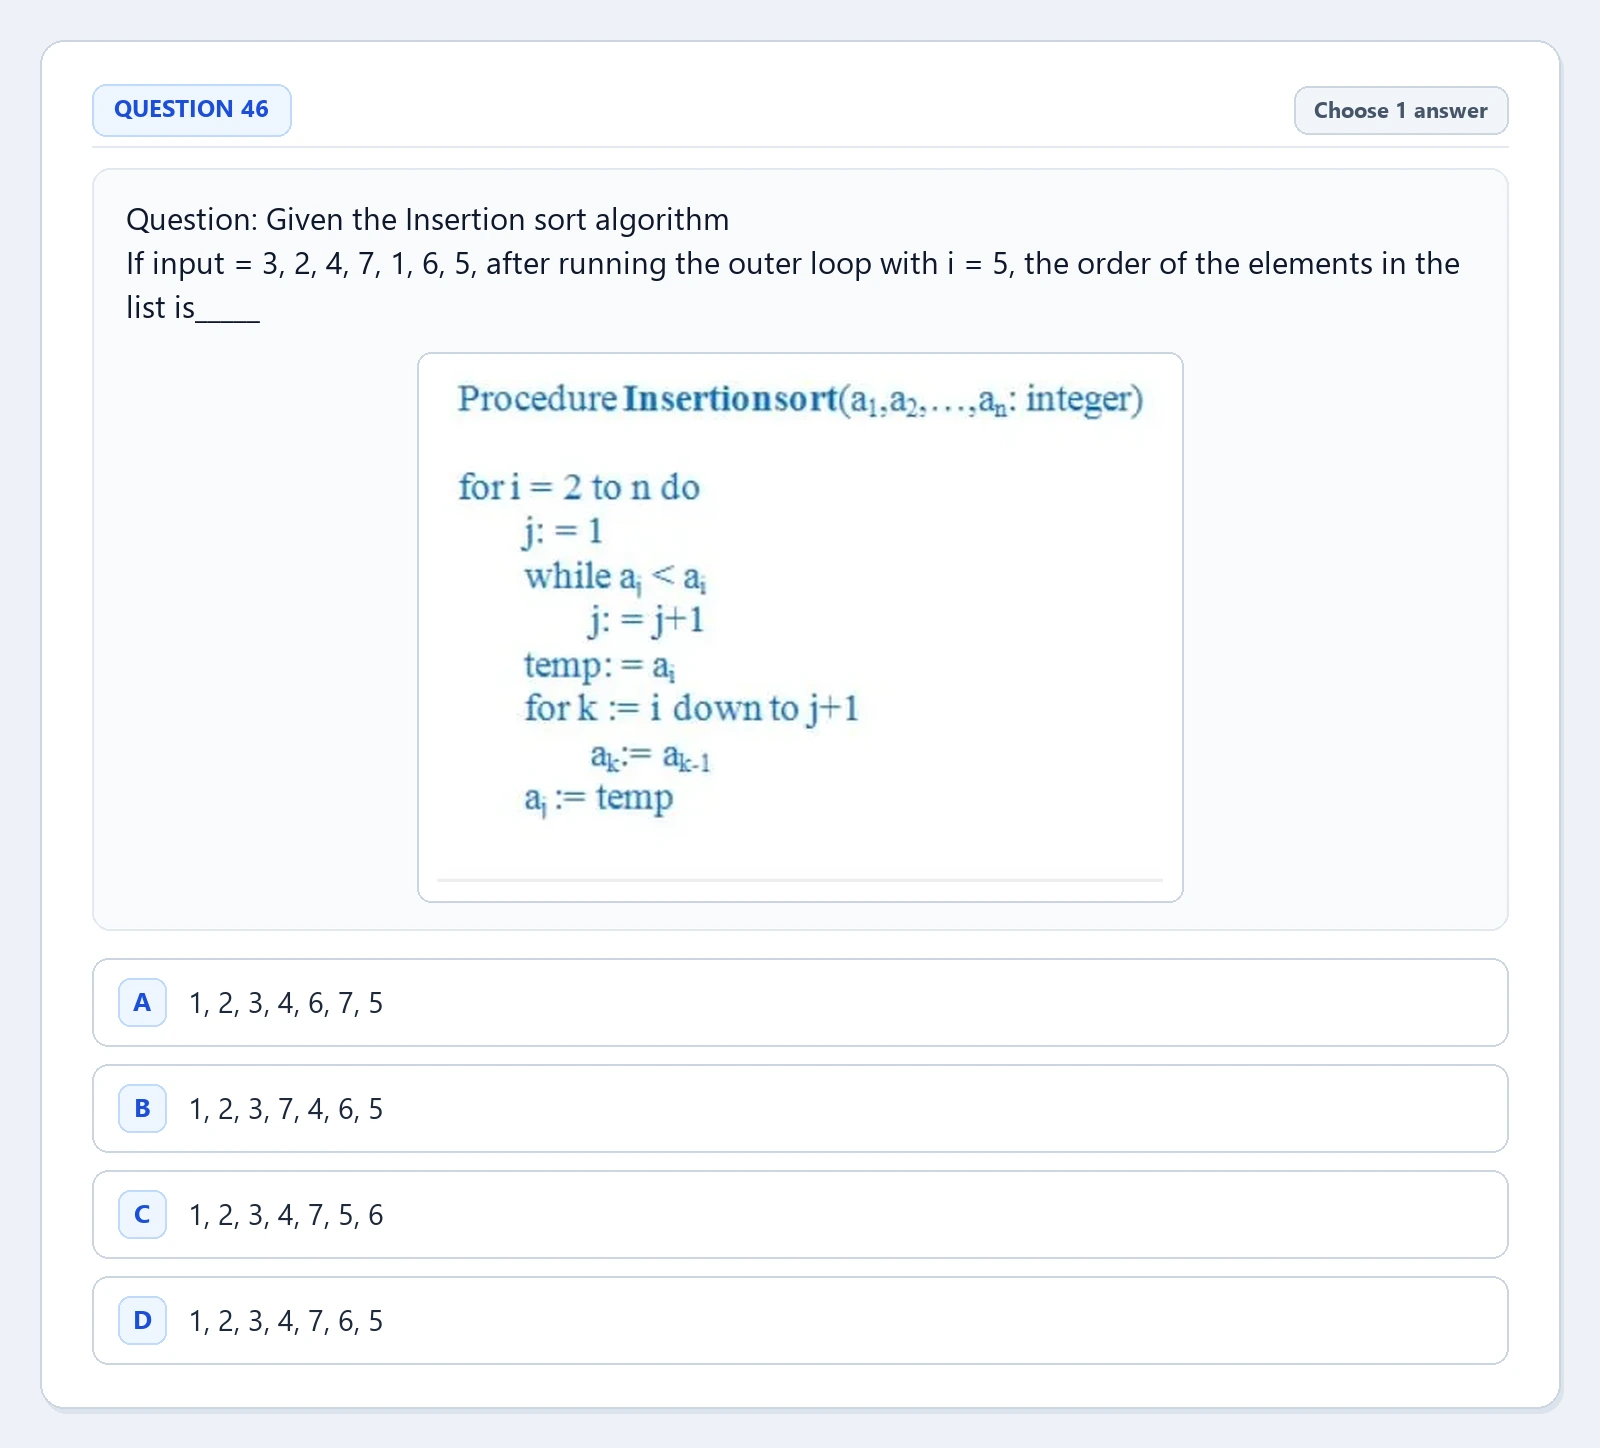 QUESTION 46
Choose 1 answer
Question: Given the Insertion sort algorithm
If input = 3, 2, 4, 7, 1, 6, 5, after running the outer loop with i = 5, the order of the elements in the
list is_____
Procedure Insertionsort(a₁,a₂,…,aₙ: integer)
for i = 2 to n do
j: = 1
while aⱼ < aᵢ
j: = j+1
temp: = aᵢ
for k := i down to j+1
aₖ:= aₖ₋₁
aⱼ := temp
A 1, 2, 3, 4, 6, 7, 5
B 1, 2, 3, 7, 4, 6, 5
C 1, 2, 3, 4, 7, 5, 6
D 1, 2, 3, 4, 7, 6, 5